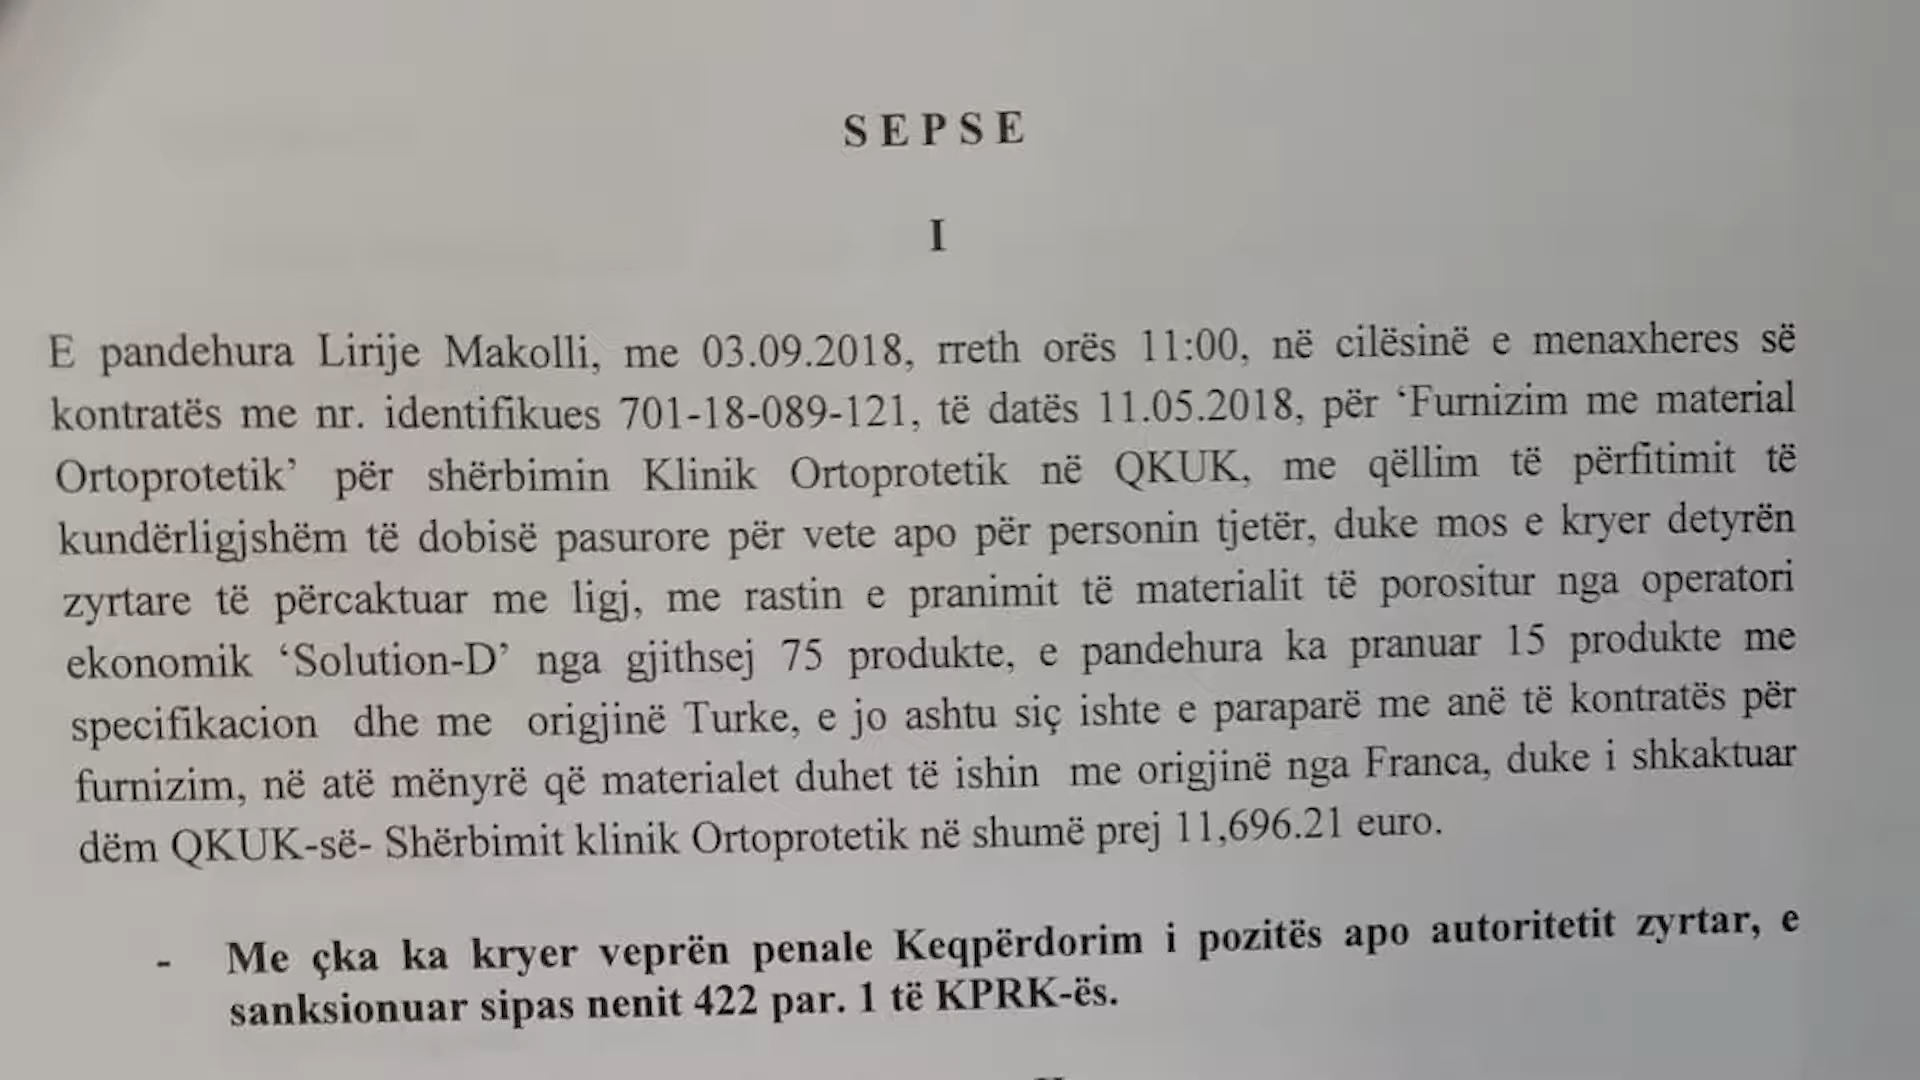 SEPSE
I
E pandehura Lirije Makolli, me 03.09.2018, rreth orës 11:00, në cilësinë e menaxheres së
kontratës me nr. identifikues 701-18-089-121, të datës 11.05.2018, për ‘Furnizim me material
Ortoprotetik’ për shërbimin Klinik Ortoprotetik në QKUK, me qëllim të përfitimit të
kundërligjshëm të dobisë pasurore për vete apo për personin tjetër, duke mos e kryer detyrën
zyrtare të përcaktuar me ligj, me rastin e pranimit të materialit të porositur nga operatori
ekonomik ‘Solution-D’ nga gjithsej 75 produkte, e pandehura ka pranuar 15 produkte me
specifikacion dhe me origjinë Turke, e jo ashtu siç ishte e paraparë me anë të kontratës për
furnizim, në atë mënyrë që materialet duhet të ishin me origjinë nga Franca, duke i shkaktuar
dëm QKUK-së- Shërbimit klinik Ortoprotetik në shumë prej 11,696.21 euro.
- Me çka ka kryer veprën penale Keqpërdorim i pozitës apo autoritetit zyrtar, e
sanksionuar sipas nenit 422 par. 1 të KPRK-ës.